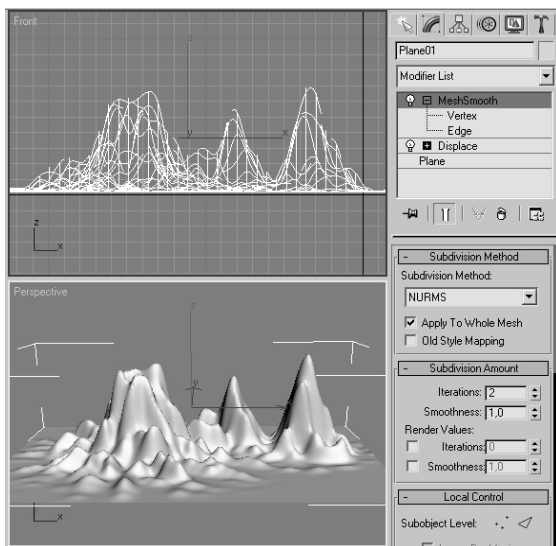 Front
z
y
x
z
x
Perspective
z
y
x
Plane01
Modifier List
MeshSmooth
Vertex
Edge
Displace
Plane
- Subdivision Method
Subdivision Method:
NURMS
Apply To Whole Mesh
Old Style Mapping
- Subdivision Amount
Iterations: 2
Smoothness: 1,0
Render Values:
Iterations: 0
Smoothness: 1,0
- Local Control
Subobject Level: